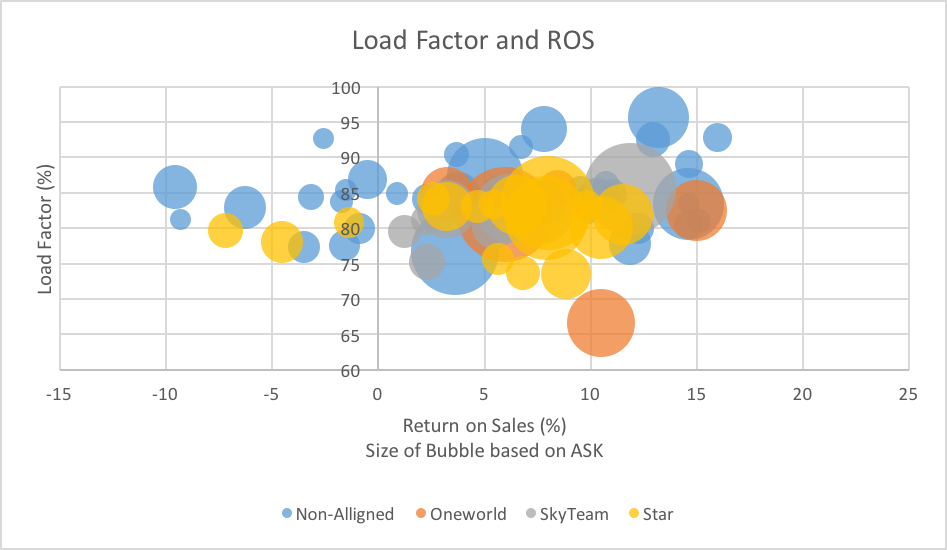 Load Factor and ROS
Load Factor (%)
100
95
90
85
80
75
70
65
60
-15 -10 -5 0 5 10 15 20 25
Return on Sales (%)
Size of Bubble based on ASK
Non-Alligned Oneworld SkyTeam Star